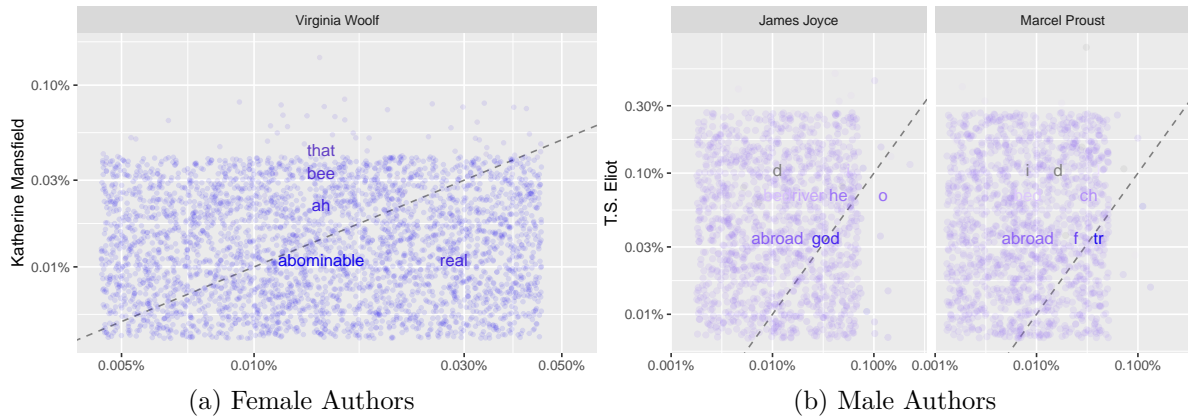 Virginia Woolf
Katherine Mansfield
0.10%
0.03%
0.01%
that
bee
ah
abominable
real
0.005%
0.010%
0.030%
0.050%
(a) Female Authors
James Joyce
Marcel Proust
T.S. Eliot
0.30%
0.10%
0.03%
0.01%
d
river
he
o
abroad
god
i
d
ch
abroad
f
tr
0.001%
0.010%
0.100%
0.001%
0.010%
0.100%
(b) Male Authors